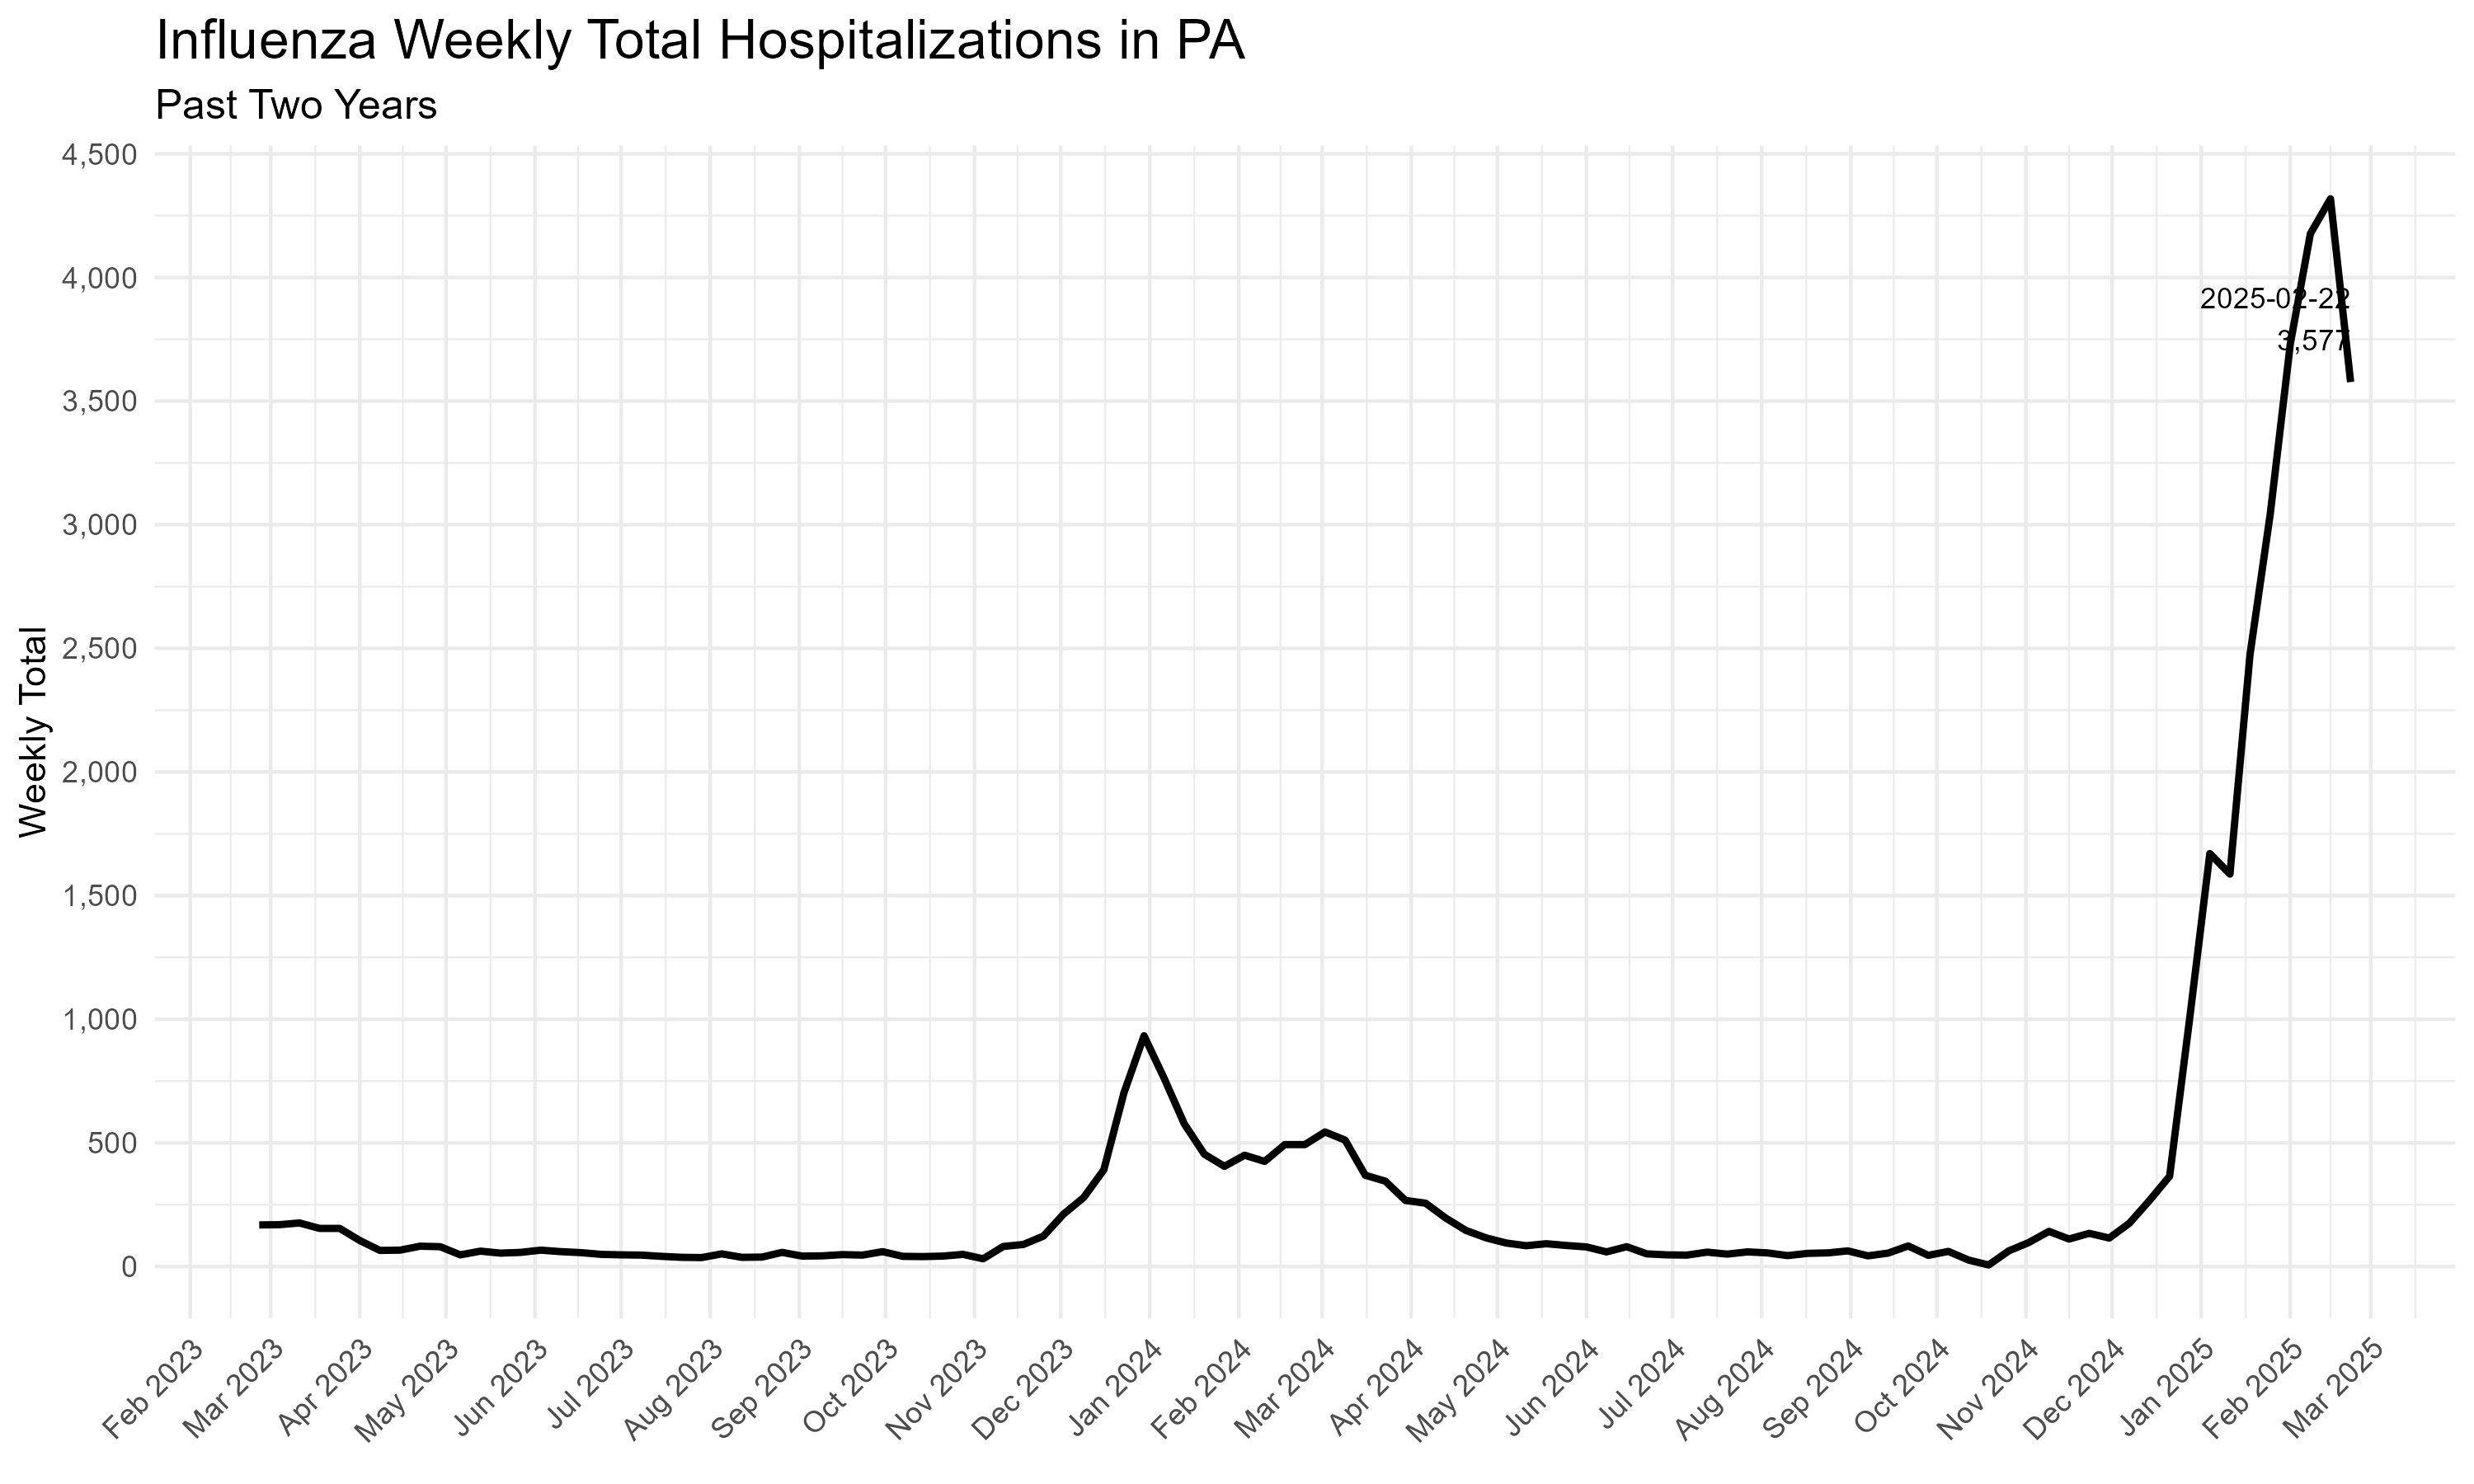 Influenza Weekly Total Hospitalizations in PA
Past Two Years
Weekly Total
4,500
4,000
3,500
3,000
2,500
2,000
1,500
1,000
500
0
2025-02-22
3,577
Feb 2023
Mar 2023
Apr 2023
May 2023
Jun 2023
Jul 2023
Aug 2023
Sep 2023
Oct 2023
Nov 2023
Dec 2023
Jan 2024
Feb 2024
Mar 2024
Apr 2024
May 2024
Jun 2024
Jul 2024
Aug 2024
Sep 2024
Oct 2024
Nov 2024
Dec 2024
Jan 2025
Feb 2025
Mar 2025